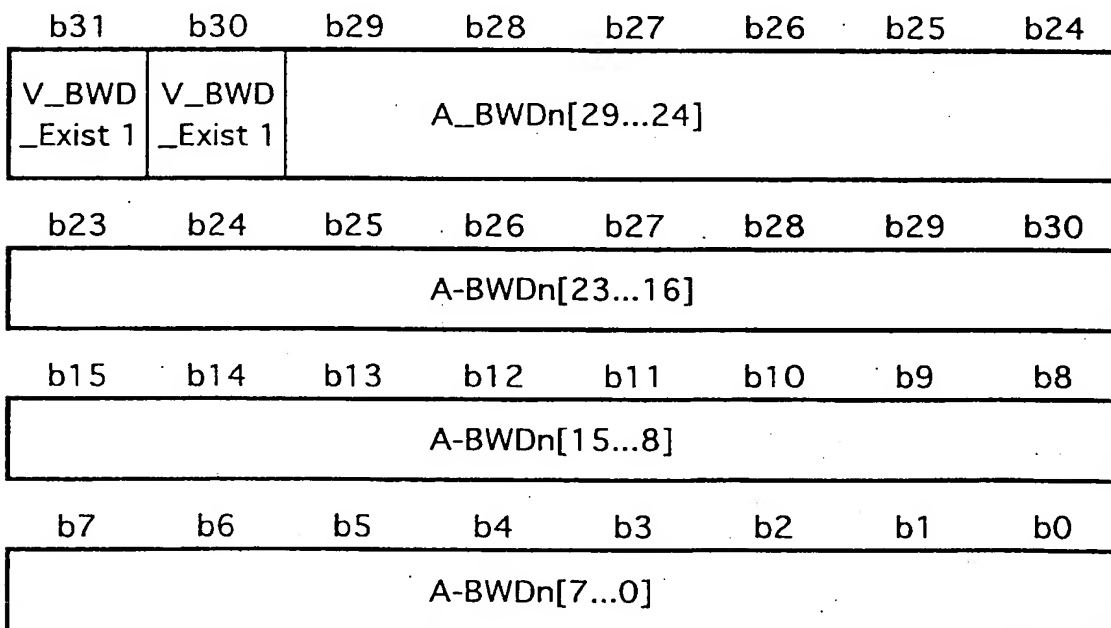 b31 b30 b29 b28 b27 b26 b25 b24
V_BWD V_BWD
_Exist 1 _Exist 1
A_BWDn[29...24]
b23 b24 b25 b26 b27 b28 b29 b30
A-BWDn[23...16]
b15 b14 b13 b12 b11 b10 b9 b8
A-BWDn[15...8]
b7 b6 b5 b4 b3 b2 b1 b0
A-BWDn[7...0]